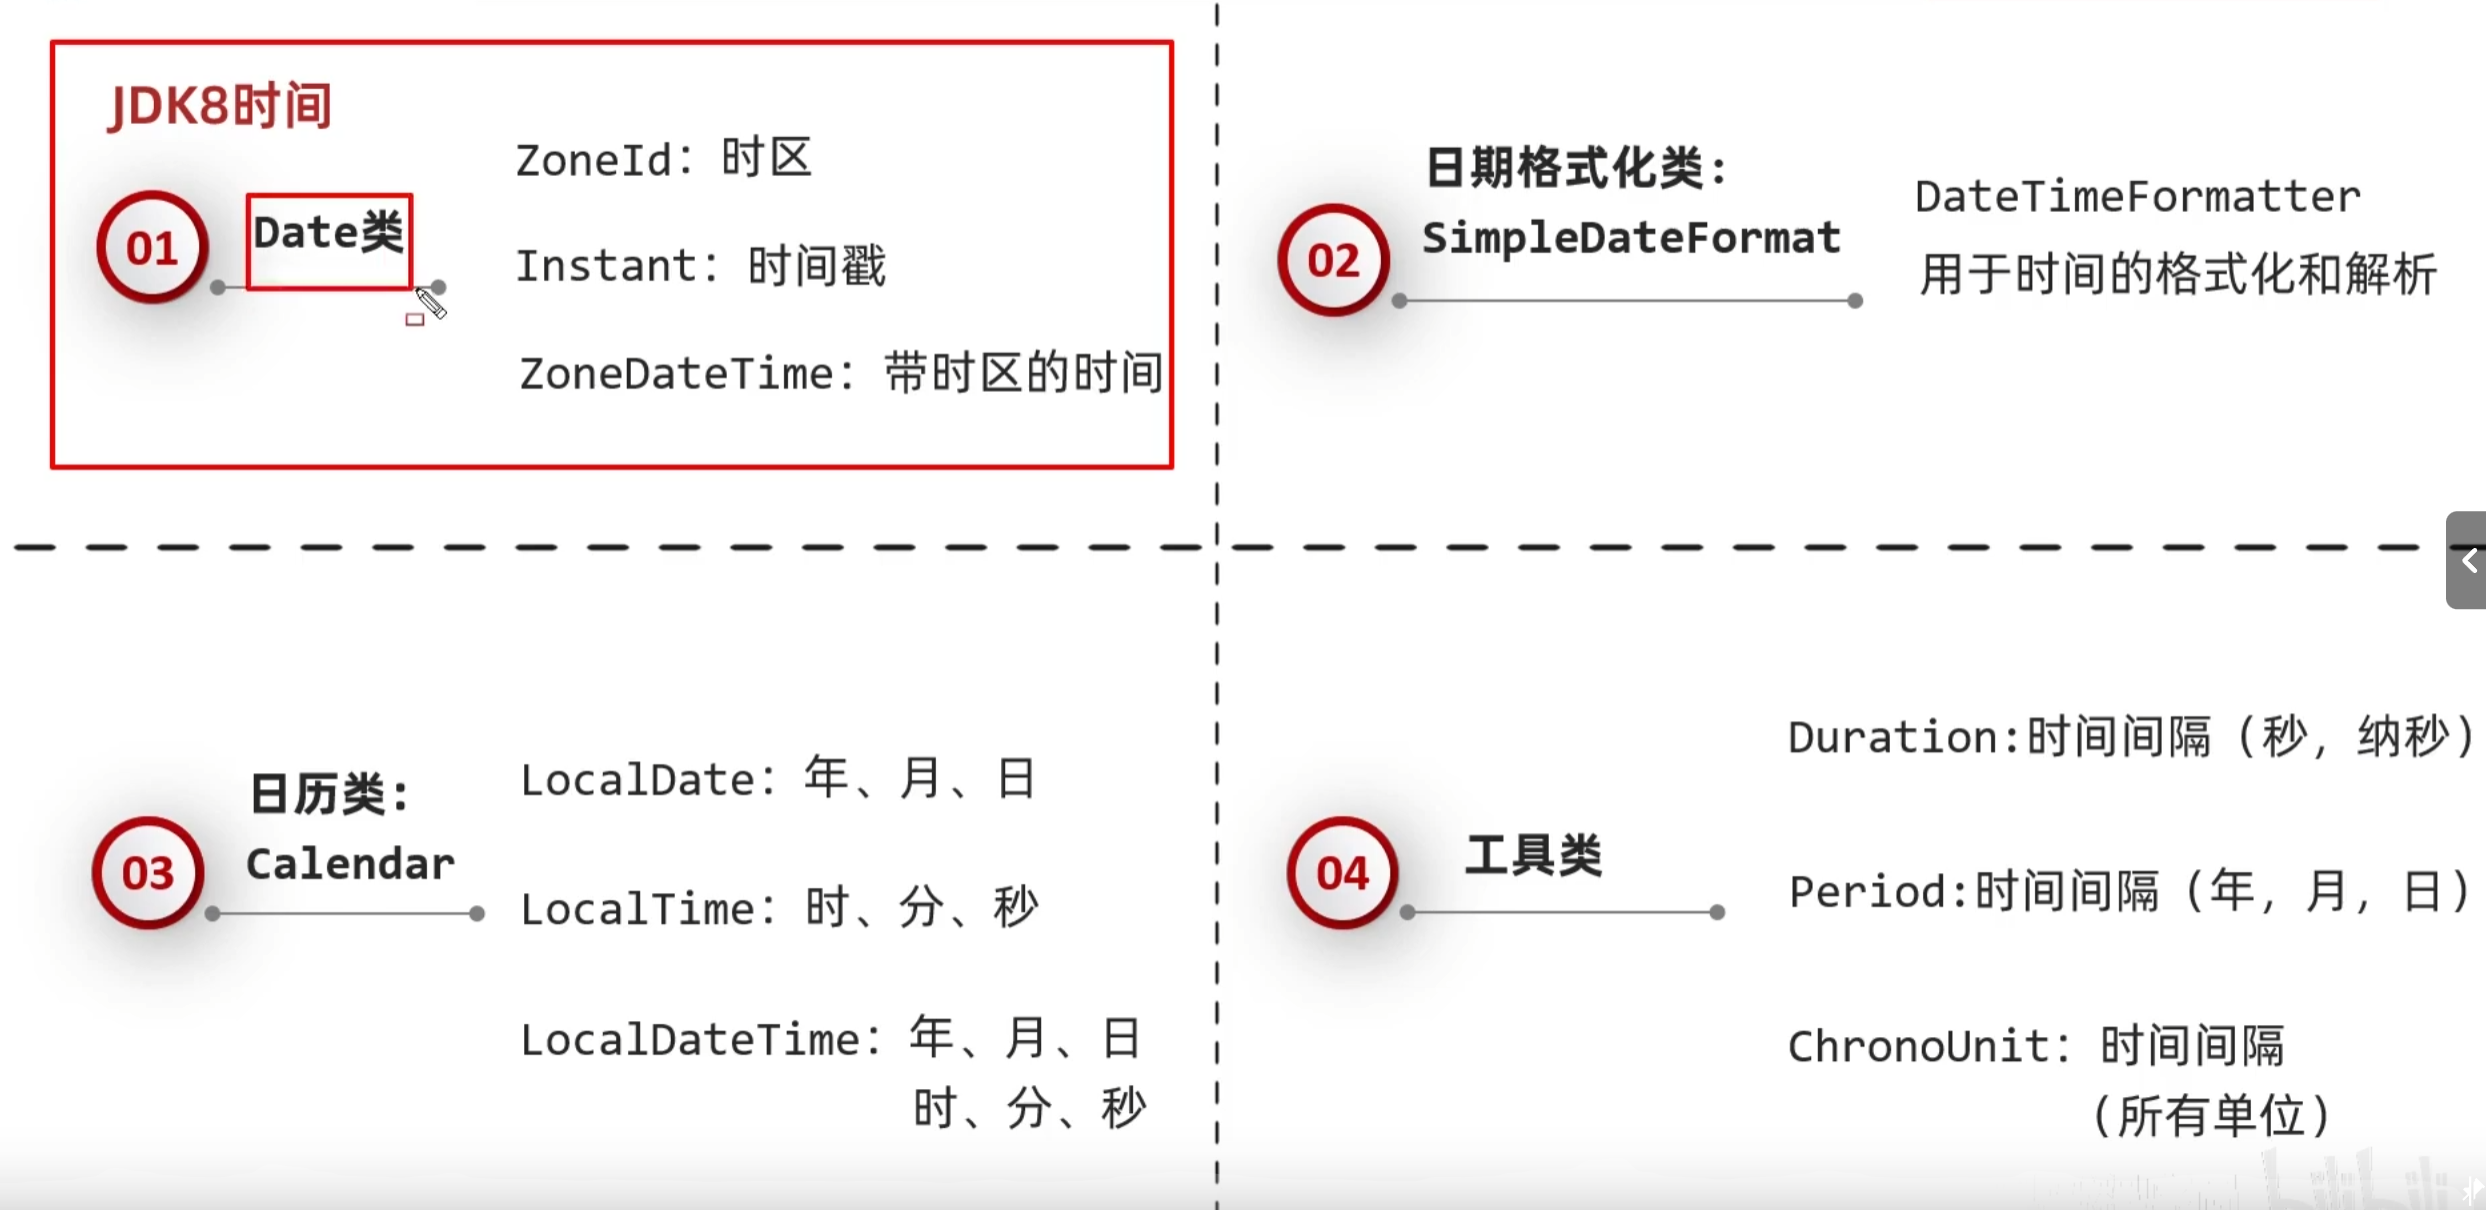 JDK8时间
01
Date类
ZoneId：时区
Instant：时间戳
ZoneDateTime：带时区的时间
02
日期格式化类：
SimpleDateFormat
DateTimeFormatter
用于时间的格式化和解析
03
日历类：
Calendar
LocalDate：年、月、日
LocalTime：时、分、秒
LocalDateTime：年、月、日
时、分、秒
04
工具类
Duration:时间间隔（秒，纳秒）
Period:时间间隔（年，月，日）
ChronoUnit：时间间隔
（所有单位）
bilibili